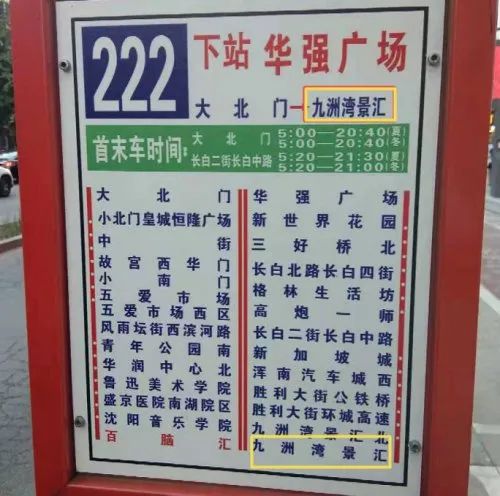 222
下站 华强广场
大北门—九洲湾景汇
首末车时间:
大北门 5:00—20:40(夏)
5:00—20:40(冬)
长白二街长白中路 5:20—21:30(夏)
5:20—21:00(冬)
大北门
小北门皇城恒隆广场
中街
故宫西华门
小南门
五爱市场
五爱市场西区
风雨坛街西滨河路
青年公园南
华润中心北
鲁迅美术学院
盛京医院南湖院区
沈阳音乐学院
百脑汇
华强广场
新世界花园
三好桥北
长白北路长白四街
格林生活坊
高炮一师
长白二街长白中路
新加坡城
浑南汽车城西
胜利大街公铁桥
胜利大街环城高速
九洲湾景汇北
九洲湾景汇